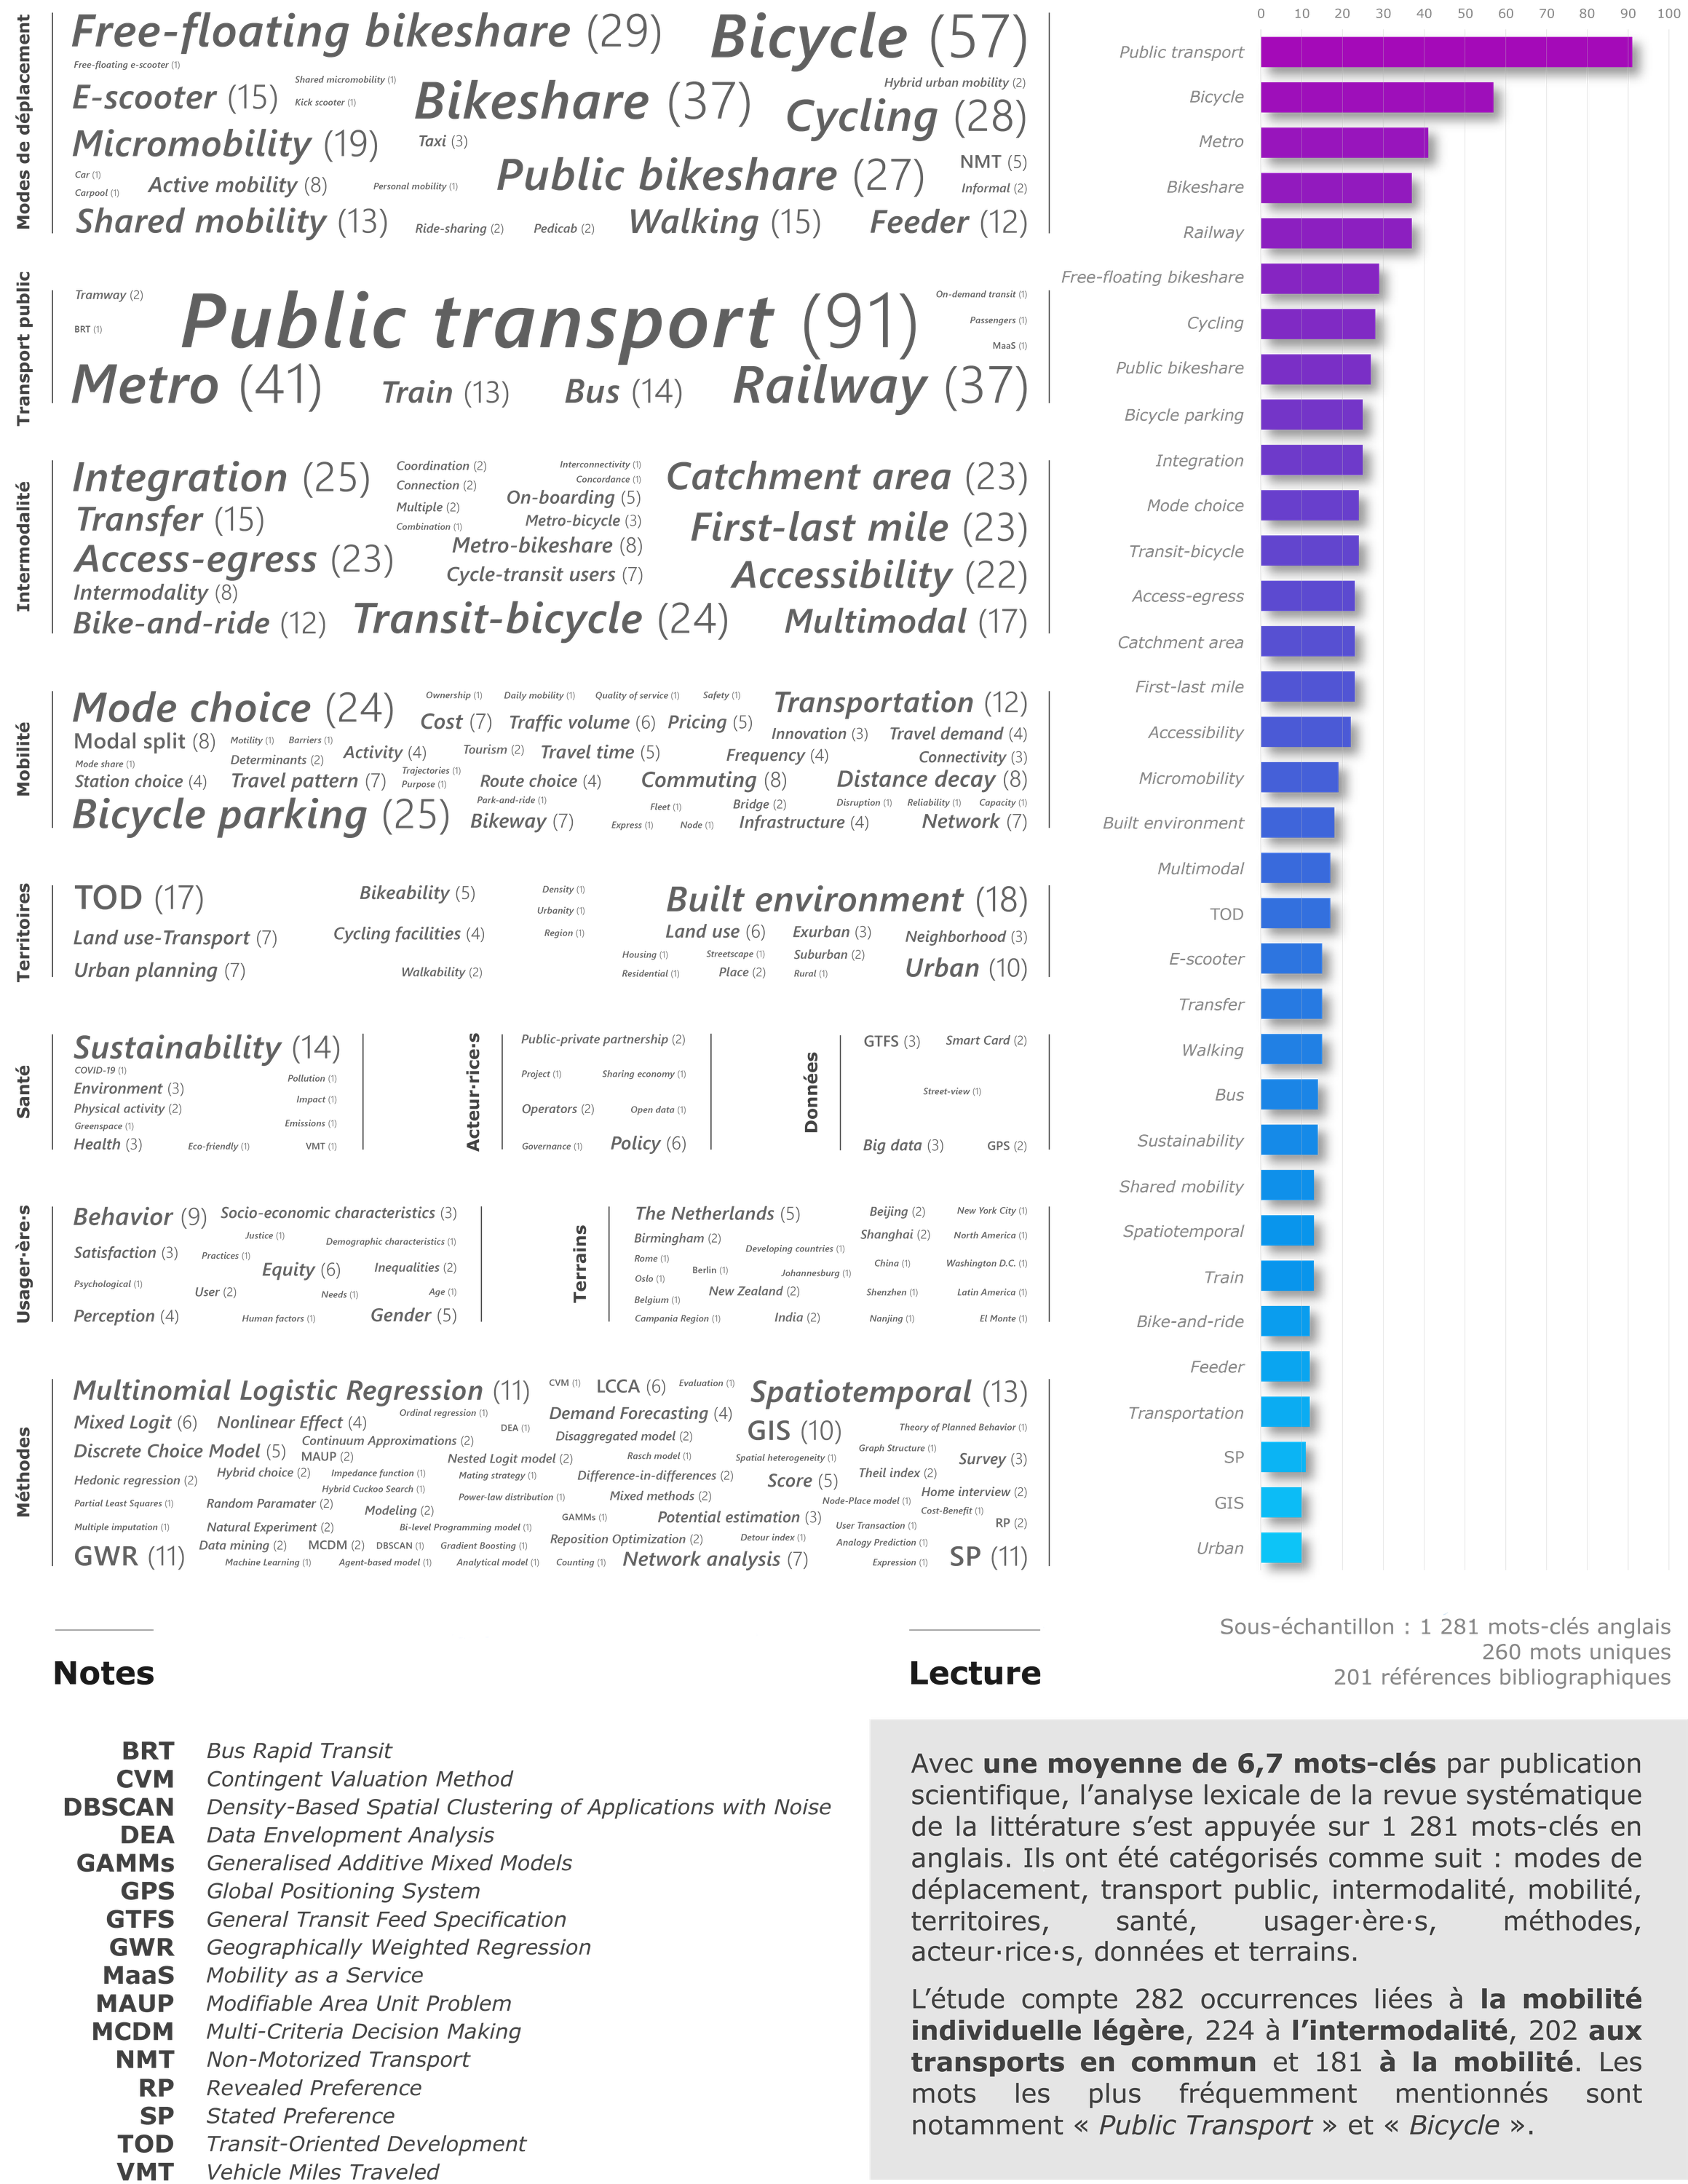 Modes de déplacement
Free-floating bikeshare (29)
Bicycle (57)
Free-floating e-scooter (1)
E-scooter (15)
Shared micromobility (1)
Kick scooter (1)
Bikeshare (37)
Hybrid urban mobility (2)
Cycling (28)
Micromobility (19)
Taxi (3)
Public bikeshare (27)
NMT (5)
Car (1)
Carpool (1)
Active mobility (8)
Personal mobility (1)
Informal (2)
Shared mobility (13)
Ride-sharing (2)
Pedicab (2)
Walking (15)
Feeder (12)
Transport public
Tramway (2)
BRT (1)
Public transport (91)
On-demand transit (1)
Passengers (1)
MaaS (1)
Metro (41)
Train (13)
Bus (14)
Railway (37)
Intermodalité
Integration (25)
Coordination (2)
Interconnectivity (1)
Catchment area (23)
Connection (2)
Concordance (1)
On-boarding (5)
Transfer (15)
Multiple (2)
Metro-bicycle (3)
Combination (1)
First-last mile (23)
Access-egress (23)
Metro-bikeshare (8)
Cycle-transit users (7)
Accessibility (22)
Intermodality (8)
Bike-and-ride (12)
Transit-bicycle (24)
Multimodal (17)
Mobilité
Mode choice (24)
Ownership (1)
Daily mobility (1)
Quality of service (1)
Safety (1)
Transportation (12)
Cost (7)
Traffic volume (6)
Pricing (5)
Modal split (8)
Motility (1)
Barriers (1)
Innovation (3)
Travel demand (4)
Mode share (1)
Determinants (2)
Activity (4)
Tourism (2)
Travel time (5)
Frequency (4)
Connectivity (3)
Station choice (4)
Travel pattern (7)
Trajectories (1)
Purpose (1)
Route choice (4)
Commuting (8)
Distance decay (8)
Bicycle parking (25)
Park-and-ride (1)
Fleet (1)
Bridge (2)
Disruption (1)
Reliability (1)
Capacity (1)
Bikeway (7)
Express (1)
Node (1)
Infrastructure (4)
Network (7)
Territoires
TOD (17)
Bikeability (5)
Density (1)
Urbanity (1)
Built environment (18)
Land use-Transport (7)
Cycling facilities (4)
Region (1)
Land use (6)
Exurban (3)
Neighborhood (3)
Housing (1)
Streetscape (1)
Suburban (2)
Urban planning (7)
Walkability (2)
Residential (1)
Place (2)
Rural (1)
Urban (10)
Santé
Sustainability (14)
COVID-19 (1)
Pollution (1)
Environment (3)
Impact (1)
Physical activity (2)
Greenspace (1)
Emissions (1)
Health (3)
Eco-friendly (1)
VMT (1)
Acteur·rice·s
Public-private partnership (2)
Project (1)
Sharing economy (1)
Operators (2)
Open data (1)
Governance (1)
Policy (6)
Données
GTFS (3)
Smart Card (2)
Street-view (1)
Big data (3)
GPS (2)
Usager·ère·s
Behavior (9)
Socio-economic characteristics (3)
Justice (1)
Demographic characteristics (1)
Satisfaction (3)
Practices (1)
Equity (6)
Inequalities (2)
Psychological (1)
User (2)
Needs (1)
Age (1)
Perception (4)
Human factors (1)
Gender (5)
Terrains
The Netherlands (5)
Beijing (2)
New York City (1)
Birmingham (2)
Developing countries (1)
Shanghai (2)
North America (1)
Rome (1)
Berlin (1)
Johannesburg (1)
China (1)
Washington D.C. (1)
Oslo (1)
New Zealand (2)
Shenzhen (1)
Latin America (1)
Belgium (1)
Campania Region (1)
India (2)
Nanjing (1)
El Monte (1)
Méthodes
Multinomial Logistic Regression (11)
CVM (1)
LCCA (6)
Evaluation (1)
Spatiotemporal (13)
Mixed Logit (6)
Nonlinear Effect (4)
Ordinal regression (1)
DEA (1)
Demand Forecasting (4)
GIS (10)
Theory of Planned Behavior (1)
Discrete Choice Model (5)
Continuum Approximations (2)
MAUP (2)
Disaggregated model (2)
Nested Logit model (2)
Rasch model (1)
Spatial heterogeneity (1)
Graph Structure (1)
Survey (3)
Hedonic regression (2)
Hybrid choice (2)
Impedance function (1)
Mating strategy (1)
Difference-in-differences (2)
Score (5)
Theil index (2)
Hybrid Cuckoo Search (1)
Home interview (2)
Partial Least Squares (1)
Random Paramater (2)
Power-law distribution (1)
Mixed methods (2)
Node-Place model (1)
Modeling (2)
GAMMs (1)
Potential estimation (3)
Cost-Benefit (1)
Multiple imputation (1)
Natural Experiment (2)
Bi-level Programming model (1)
User Transaction (1)
RP (2)
Data mining (2)
MCDM (2)
DBSCAN (1)
Gradient Boosting (1)
Reposition Optimization (2)
Detour index (1)
Analogy Prediction (1)
GWR (11)
Machine Learning (1)
Agent-based model (1)
Analytical model (1)
Counting (1)
Network analysis (7)
Expression (1)
SP (11)
0 10 20 30 40 50 60 70 80 90 100
Public transport
Bicycle
Metro
Bikeshare
Railway
Free-floating bikeshare
Cycling
Public bikeshare
Bicycle parking
Integration
Mode choice
Transit-bicycle
Access-egress
Catchment area
First-last mile
Accessibility
Micromobility
Built environment
Multimodal
TOD
E-scooter
Transfer
Walking
Bus
Sustainability
Shared mobility
Spatiotemporal
Train
Bike-and-ride
Feeder
Transportation
SP
GIS
Urban
Sous-échantillon : 1 281 mots-clés anglais
260 mots uniques
201 références bibliographiques
Notes
BRT Bus Rapid Transit
CVM Contingent Valuation Method
DBSCAN Density-Based Spatial Clustering of Applications with Noise
DEA Data Envelopment Analysis
GAMMs Generalised Additive Mixed Models
GPS Global Positioning System
GTFS General Transit Feed Specification
GWR Geographically Weighted Regression
MaaS Mobility as a Service
MAUP Modifiable Area Unit Problem
MCDM Multi-Criteria Decision Making
NMT Non-Motorized Transport
RP Revealed Preference
SP Stated Preference
TOD Transit-Oriented Development
VMT Vehicle Miles Traveled
Lecture
Avec une moyenne de 6,7 mots-clés par publication
scientifique, l’analyse lexicale de la revue systématique
de la littérature s’est appuyée sur 1 281 mots-clés en
anglais. Ils ont été catégorisés comme suit : modes de
déplacement, transport public, intermodalité, mobilité,
territoires, santé, usager·ère·s, méthodes,
acteur·rice·s, données et terrains.
L’étude compte 282 occurrences liées à la mobilité
individuelle légère, 224 à l’intermodalité, 202 aux
transports en commun et 181 à la mobilité. Les
mots les plus fréquemment mentionnés sont
notamment « Public Transport » et « Bicycle ».